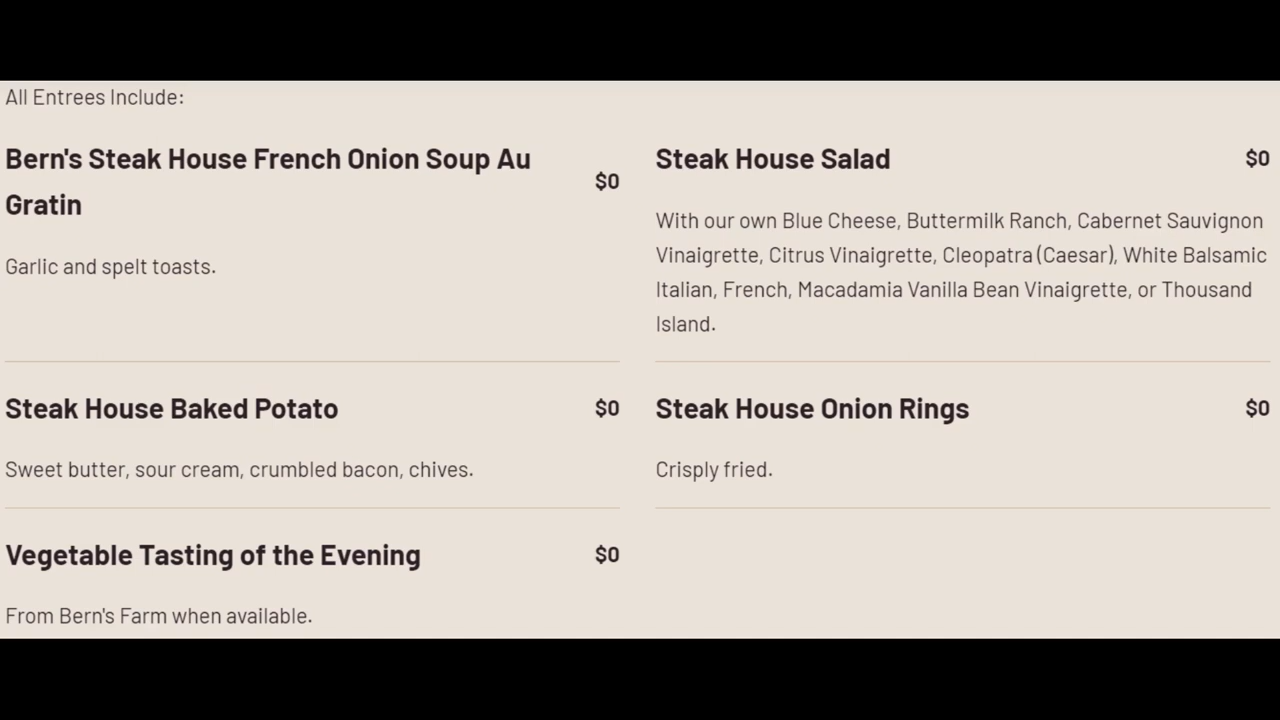 All Entrees Include:
Bern's Steak House French Onion Soup Au
Gratin
$0
Garlic and spelt toasts.
Steak House Salad
$0
With our own Blue Cheese, Buttermilk Ranch, Cabernet Sauvignon
Vinaigrette, Citrus Vinaigrette, Cleopatra (Caesar), White Balsamic
Italian, French, Macadamia Vanilla Bean Vinaigrette, or Thousand
Island.
Steak House Baked Potato
$0
Sweet butter, sour cream, crumbled bacon, chives.
Steak House Onion Rings
$0
Crisply fried.
Vegetable Tasting of the Evening
$0
From Bern's Farm when available.